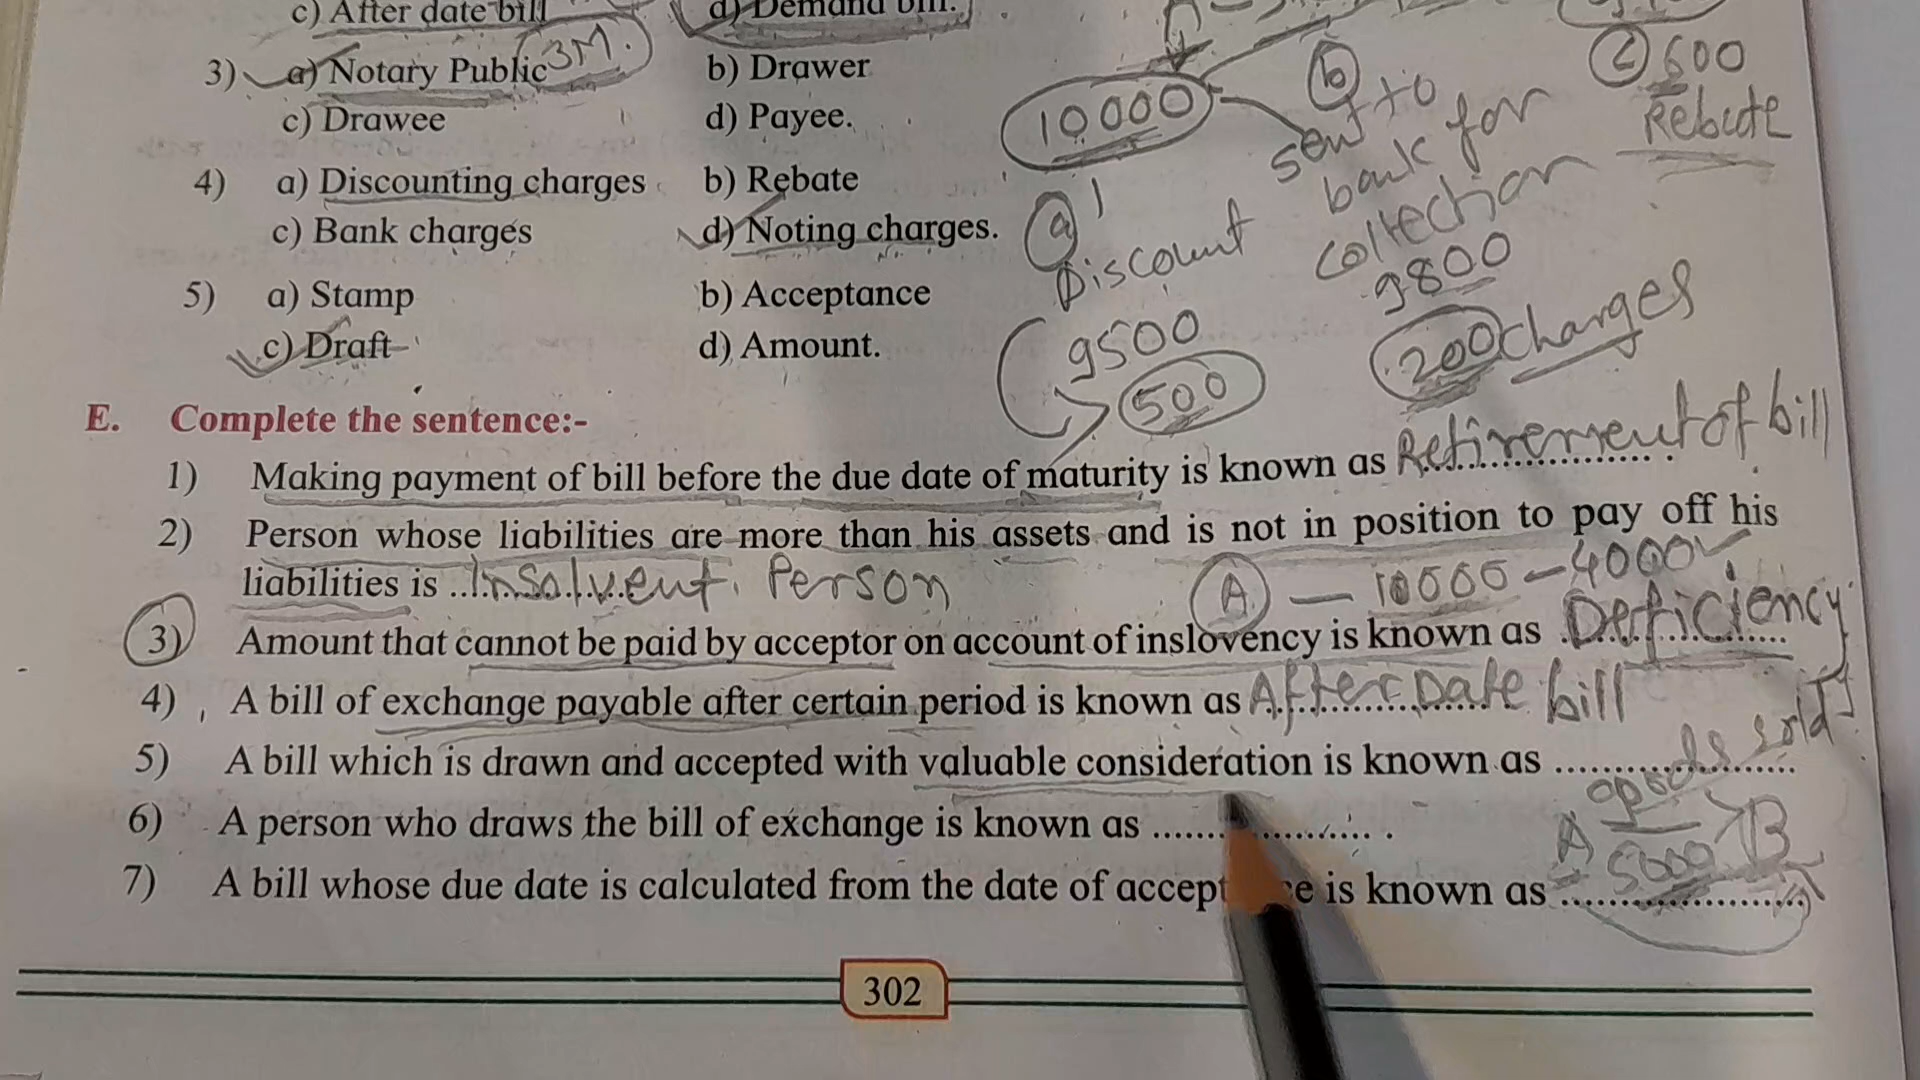 c) After date bill d) Demand bill.
3) a) Notary Public 3M. b) Drawer
c) Drawee d) Payee.
4) a) Discounting charges b) Rebate
c) Bank charges d) Noting charges.
5) a) Stamp b) Acceptance
c) Draft d) Amount.
10000
a
Discount
9500
500
b
sent to
bank for
collection
9800
200 charges
c 600
Rebate
E. Complete the sentence:-
1) Making payment of bill before the due date of maturity is known as Retirement of bill
2) Person whose liabilities are more than his assets and is not in position to pay off his
liabilities is ..Insolvent. Person
A — 10000 – 4000
3) Amount that cannot be paid by acceptor on account of inslovency is known as Deficiency
4) A bill of exchange payable after certain period is known as After Date bill
5) A bill which is drawn and accepted with valuable consideration is known as ........................
goods sold
6) A person who draws the bill of exchange is known as ...................... .
A 5000 B
7) A bill whose due date is calculated from the date of is known as ........................
302